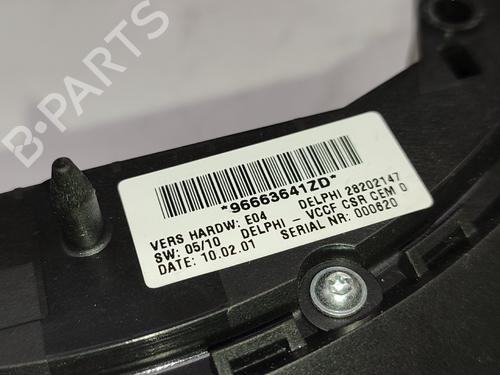 B-PARTS
*96663641ZD*
VERS HARDW: E04 DELPHI 28202147
SW: 05/10 DELPHI - VCCF CSR CEM 0
DATE: 10.02.01 SERIAL NR: 000820